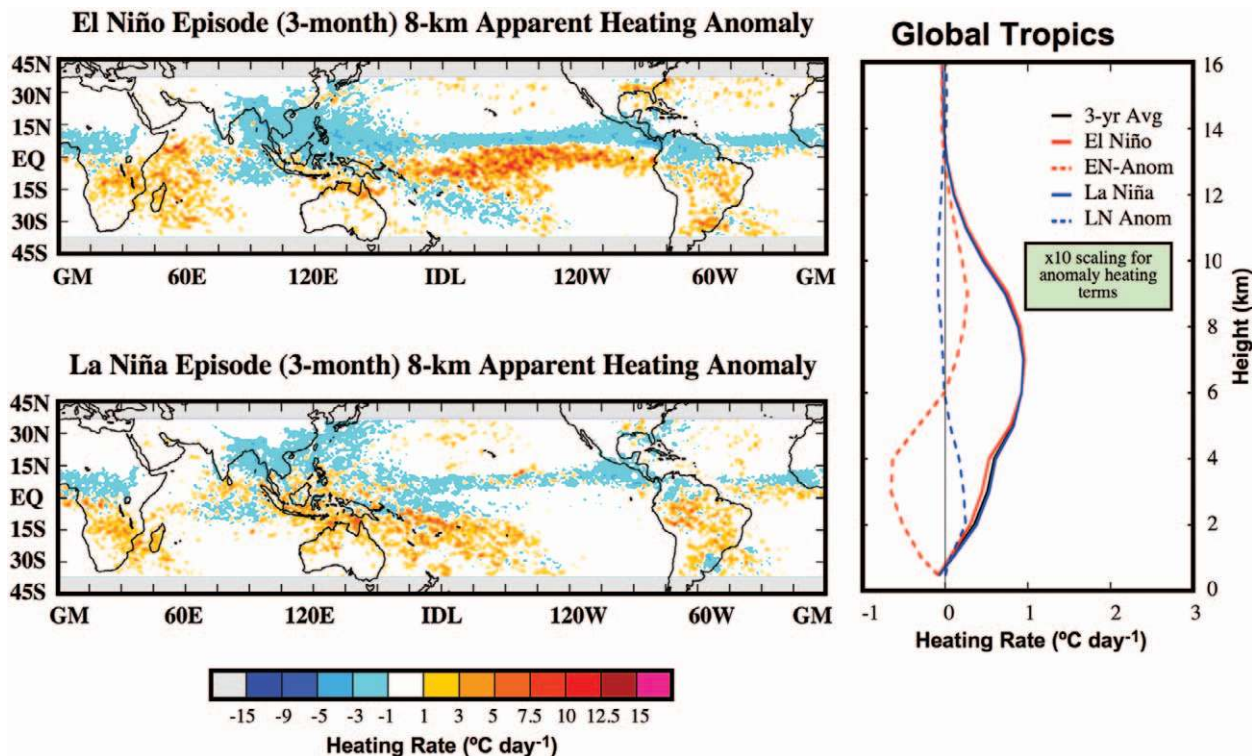 El Niño Episode (3-month) 8-km Apparent Heating Anomaly
45N
30N
15N
EQ
15S
30S
45S
GM 60E 120E IDL 120W 60W GM
La Niña Episode (3-month) 8-km Apparent Heating Anomaly
45N
30N
15N
EQ
15S
30S
45S
GM 60E 120E IDL 120W 60W GM
-15 -9 -5 -3 -1 1 3 5 7.5 10 12.5 15
Heating Rate (ºC day-1)
Global Tropics
3-yr Avg
El Niño
EN-Anom
La Niña
LN Anom
x10 scaling for
anomaly heating
terms
16
14
12
10
8
6
4
2
0
Height (km)
-1 0 1 2 3
Heating Rate (ºC day-1)